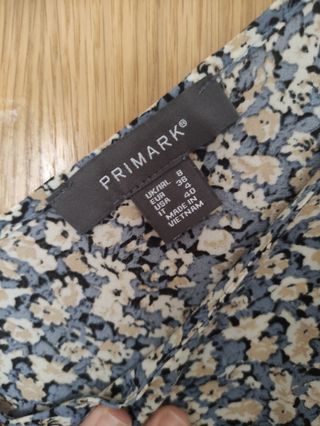 PRIMARK®
UK/IRL 8
EUR 36
USA 4
IT 40
MADE IN
VIETNAM